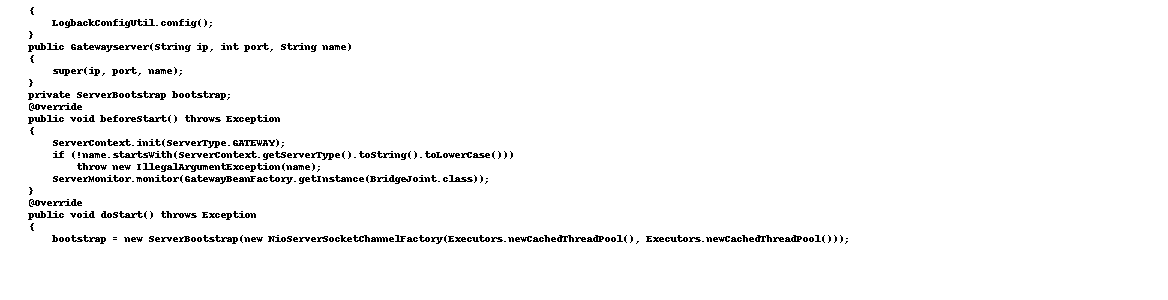 {
LogbackConfigUtil.config();
}
public Gatewayserver(String ip, int port, String name)
{
super(ip, port, name);
}
private ServerBootstrap bootstrap;
@Override
public void beforeStart() throws Exception
{
ServerContext.init(ServerType.GATEWAY);
if (!name.startsWith(ServerContext.getServerType().toString().toLowerCase()))
throw new IllegalArgumentException(name);
ServerMonitor.monitor(GatewayBeanFactory.getInstance(BridgeJoint.class));
}
@Override
public void doStart() throws Exception
{
bootstrap = new ServerBootstrap(new NioServerSocketChannelFactory(Executors.newCachedThreadPool(), Executors.newCachedThreadPool()));